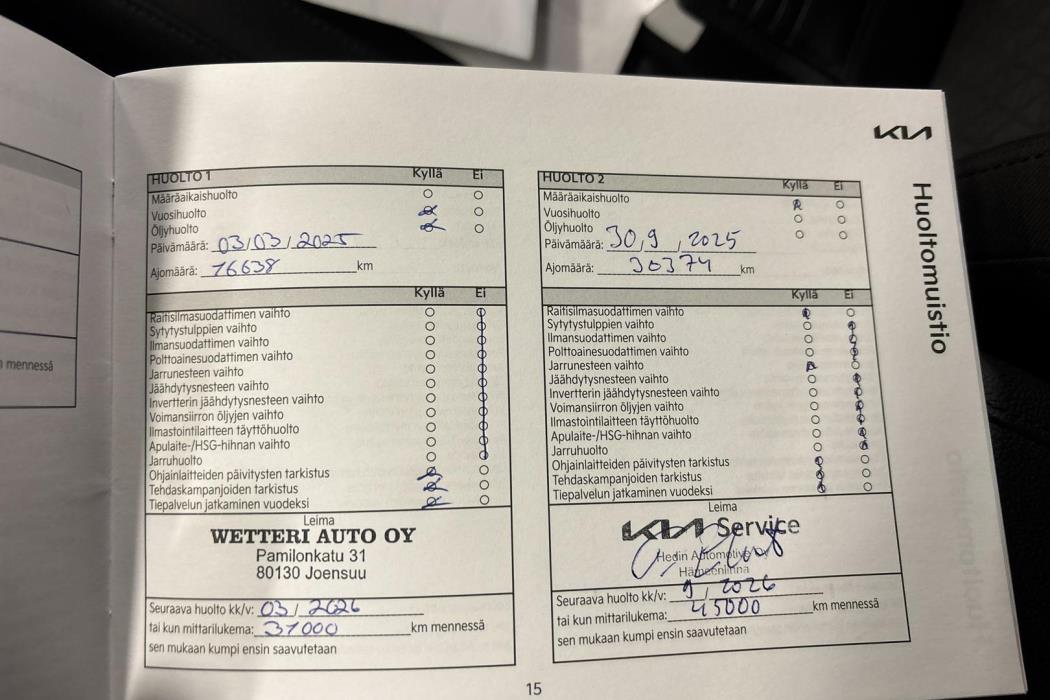 KIA
Huoltomuistio
mennessä
HUOLTO 1 Kyllä Ei
Määräaikaishuolto
Vuosihuolto
Öljyhuolto
Päivämäärä: 03/03/2025
Ajomäärä: 16638 km
Kyllä Ei
Raitisilmasuodattimen vaihto
Sytytystulppien vaihto
Ilmansuodattimen vaihto
Polttoainesuodattimen vaihto
Jarrunesteen vaihto
Jäähdytysnesteen vaihto
Invertterin jäähdytysnesteen vaihto
Voimansiirron öljyjen vaihto
Ilmastointilaitteen täyttöhuolto
Apulaite-/HSG-hihnan vaihto
Jarruhuolto
Ohjainlaitteiden päivitysten tarkistus
Tehdaskampanjoiden tarkistus
Tiepalvelun jatkaminen vuodeksi
Leima
WETTERI AUTO OY
Pamilonkatu 31
80130 Joensuu
Seuraava huolto kk/v: 03 / 2026
tai kun mittarilukema: 31000 km mennessä
sen mukaan kumpi ensin saavutetaan
HUOLTO 2 Kyllä Ei
Määräaikaishuolto
Vuosihuolto
Öljyhuolto
Päivämäärä: 30,9 , 2025
Ajomäärä: 30374 km
Kyllä Ei
Raitisilmasuodattimen vaihto
Sytytystulppien vaihto
Ilmansuodattimen vaihto
Polttoainesuodattimen vaihto
Jarrunesteen vaihto
Jäähdytysnesteen vaihto
Invertterin jäähdytysnesteen vaihto
Voimansiirron öljyjen vaihto
Ilmastointilaitteen täyttöhuolto
Apulaite-/HSG-hihnan vaihto
Jarruhuolto
Ohjainlaitteiden päivitysten tarkistus
Tehdaskampanjoiden tarkistus
Tiepalvelun jatkaminen vuodeksi
Leima
KIA Service
Hedin Automotive
Hämeenlinna
Seuraava huolto kk/v: 9 / 2026
tai kun mittarilukema: 45000 km mennessä
sen mukaan kumpi ensin saavutetaan
15